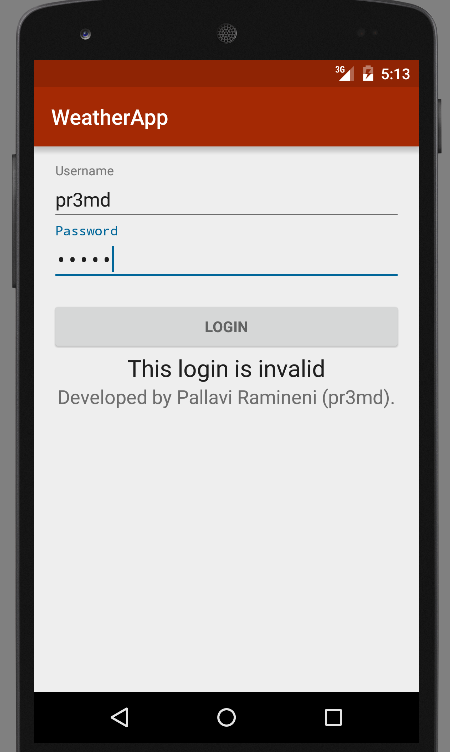 3G 5:13
WeatherApp
Username
pr3md
Password
•••••
LOGIN
This login is invalid
Developed by Pallavi Ramineni (pr3md).